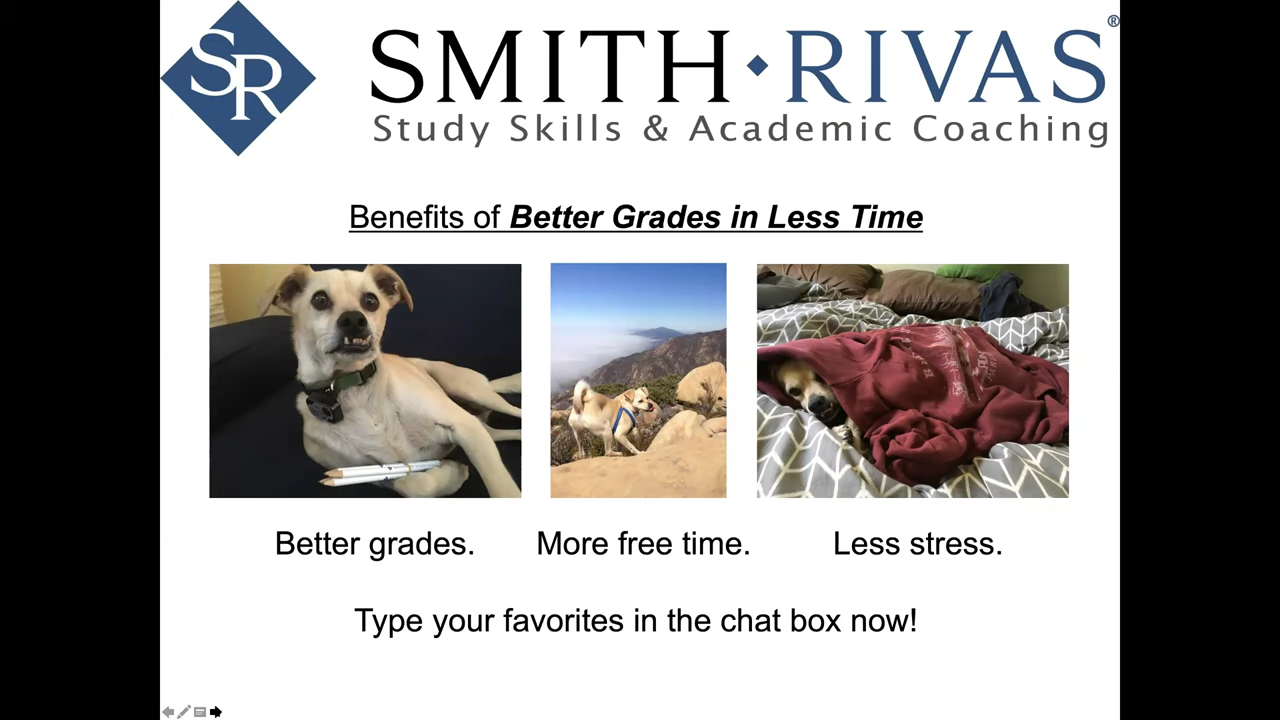 SR
SMITH RIVAS®
Study Skills & Academic Coaching
Benefits of Better Grades in Less Time
Better grades.
More free time.
Less stress.
Type your favorites in the chat box now!